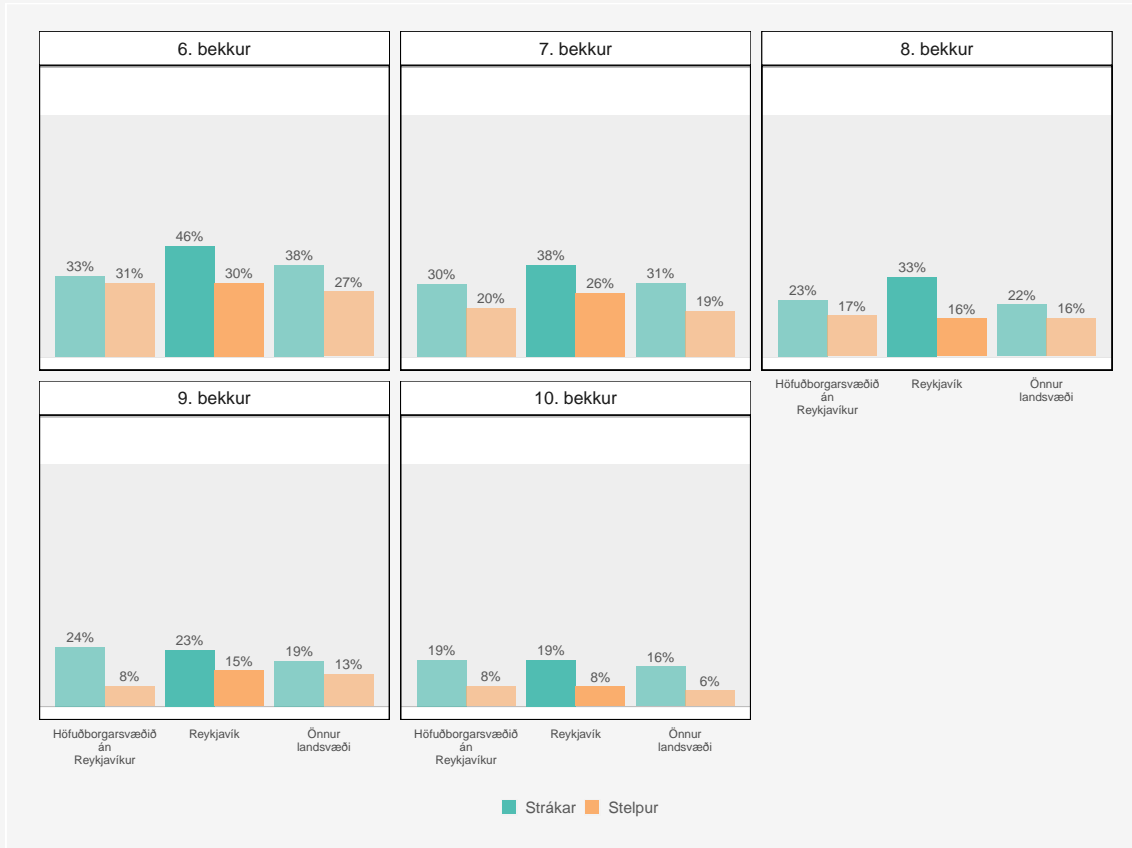 6. bekkur
7. bekkur
8. bekkur
33%
31%
46%
30%
38%
27%
30%
20%
38%
26%
31%
19%
23%
17%
33%
16%
22%
16%
Höfuðborgarsvæðið
án
Reykjavíkur
Reykjavík
Önnur
landsvæði
9. bekkur
10. bekkur
24%
8%
23%
15%
19%
13%
19%
8%
19%
8%
16%
6%
Höfuðborgarsvæðið
án
Reykjavíkur
Reykjavík
Önnur
landsvæði
Höfuðborgarsvæðið
án
Reykjavíkur
Reykjavík
Önnur
landsvæði
Strákar
Stelpur